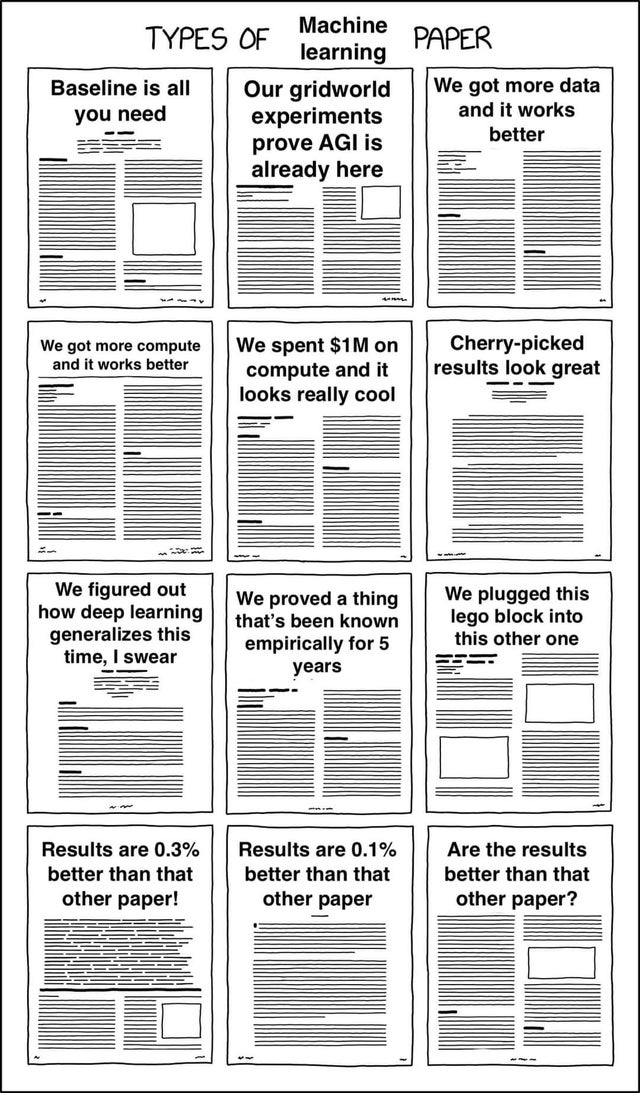 TYPES OF Machine learning PAPER
Baseline is all
you need
Our gridworld
experiments
prove AGI is
already here
We got more data
and it works
better
We got more compute
and it works better
We spent $1M on
compute and it
looks really cool
Cherry-picked
results look great
We figured out
how deep learning
generalizes this
time, I swear
We proved a thing
that's been known
empirically for 5
years
We plugged this
lego block into
this other one
Results are 0.3%
better than that
other paper!
Results are 0.1%
better than that
other paper
Are the results
better than that
other paper?